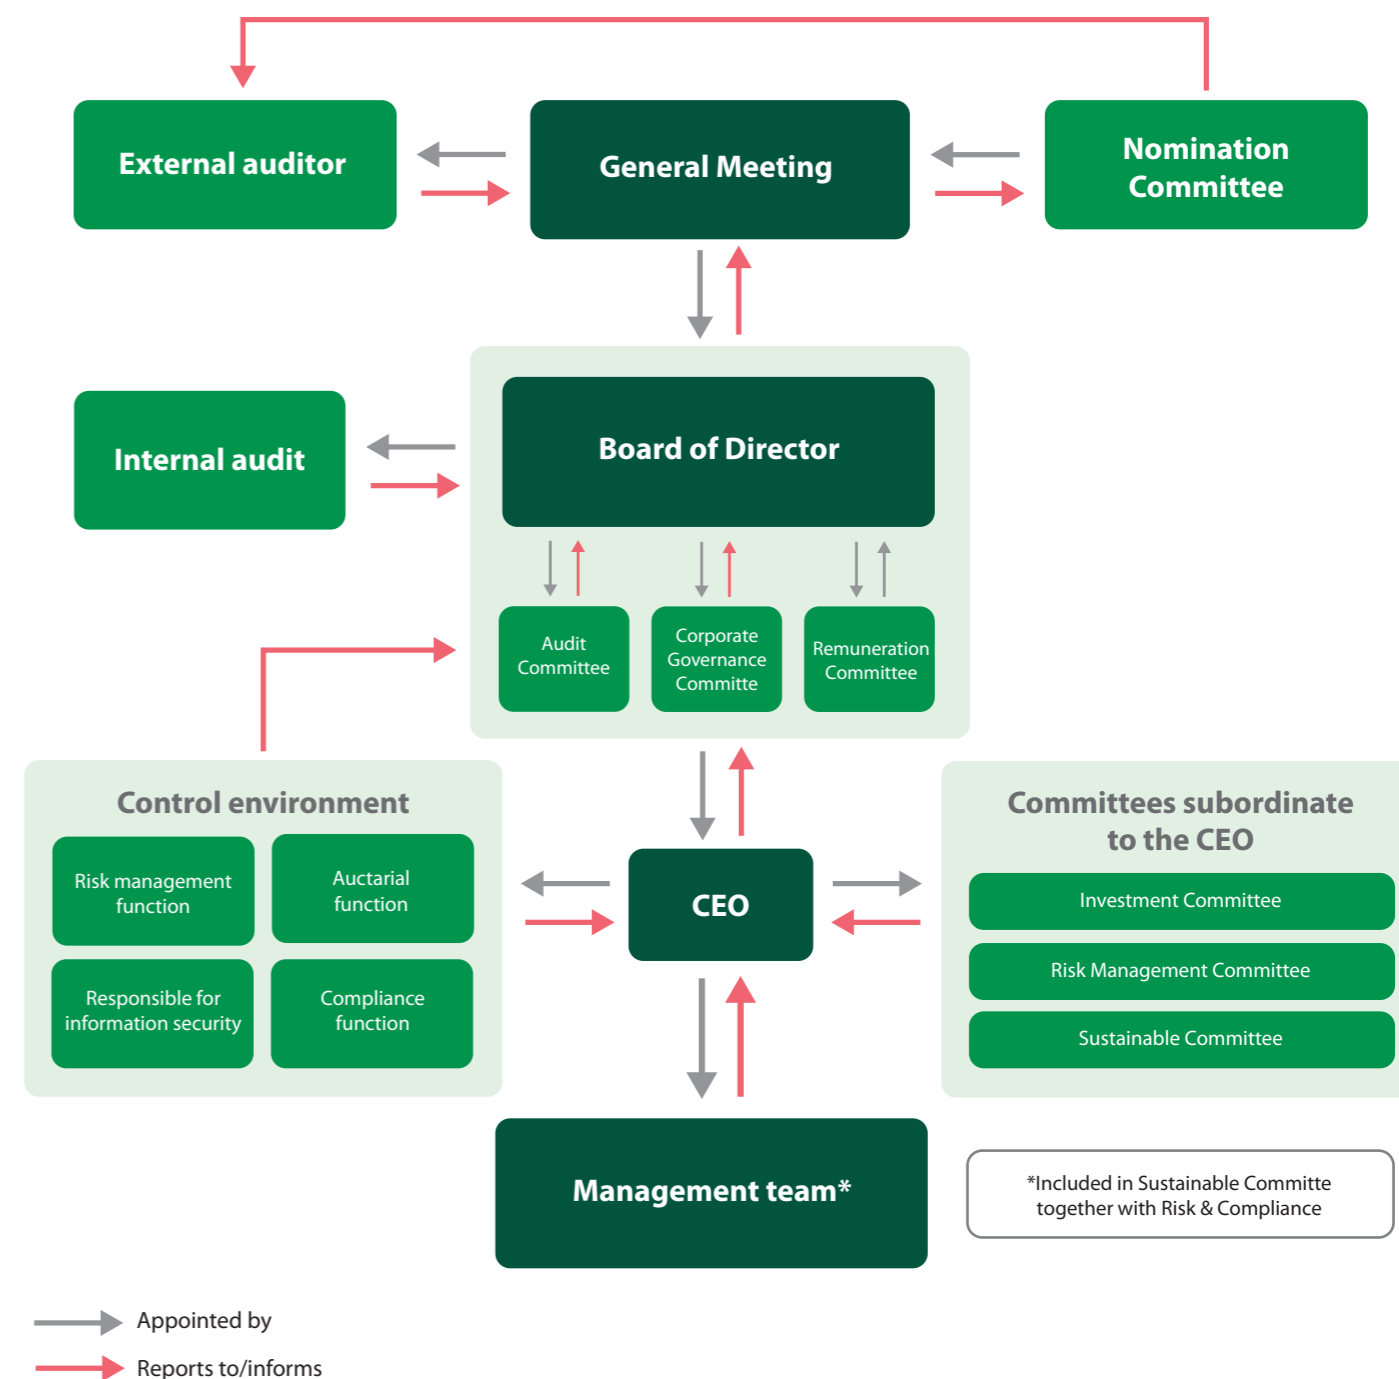 External auditor
General Meeting
Nomination
Committee
Internal audit
Board of Director
Audit
Committee
Corporate
Governance
Committe
Remuneration
Committee
Control environment
Risk management
function
Auctarial
function
Responsible for
information security
Compliance
function
CEO
Committees subordinate
to the CEO
Investment Committee
Risk Management Committee
Sustainable Committee
Management team*
*Included in Sustainable Committe
together with Risk & Compliance
Appointed by
Reports to/informs